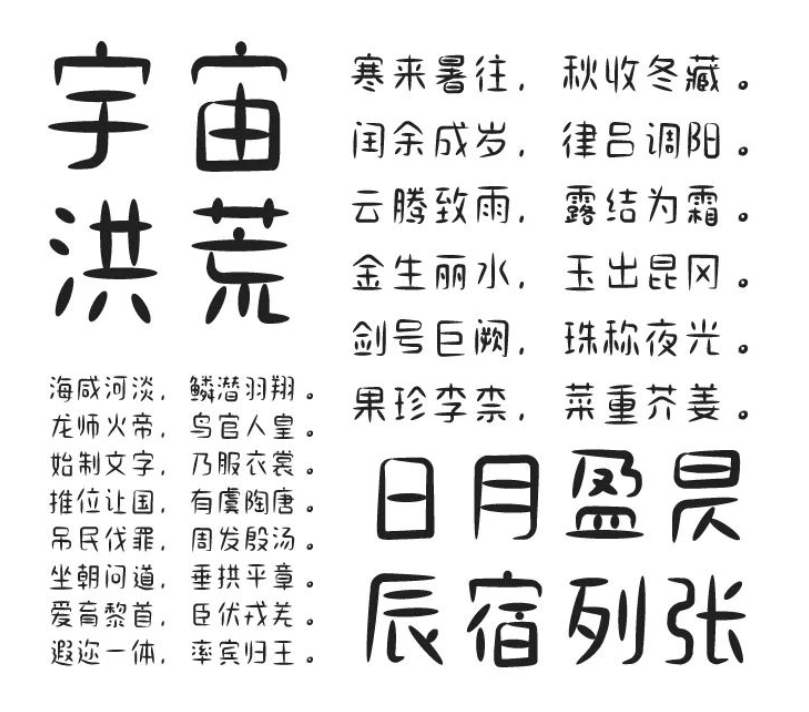 宇宙
洪荒
寒来暑往，秋收冬藏。
闰余成岁，律吕调阳。
云腾致雨，露结为霜。
金生丽水，玉出昆冈。
剑号巨阙，珠称夜光。
果珍李柰，菜重芥姜。
海咸河淡，鳞潜羽翔。
龙师火帝，鸟官人皇。
始制文字，乃服衣裳。
推位让国，有虞陶唐。
吊民伐罪，周发殷汤。
坐朝问道，垂拱平章。
爱育黎首，臣伏戎羌。
遐迩一体，率宾归王。
日月盈昃
辰宿列张